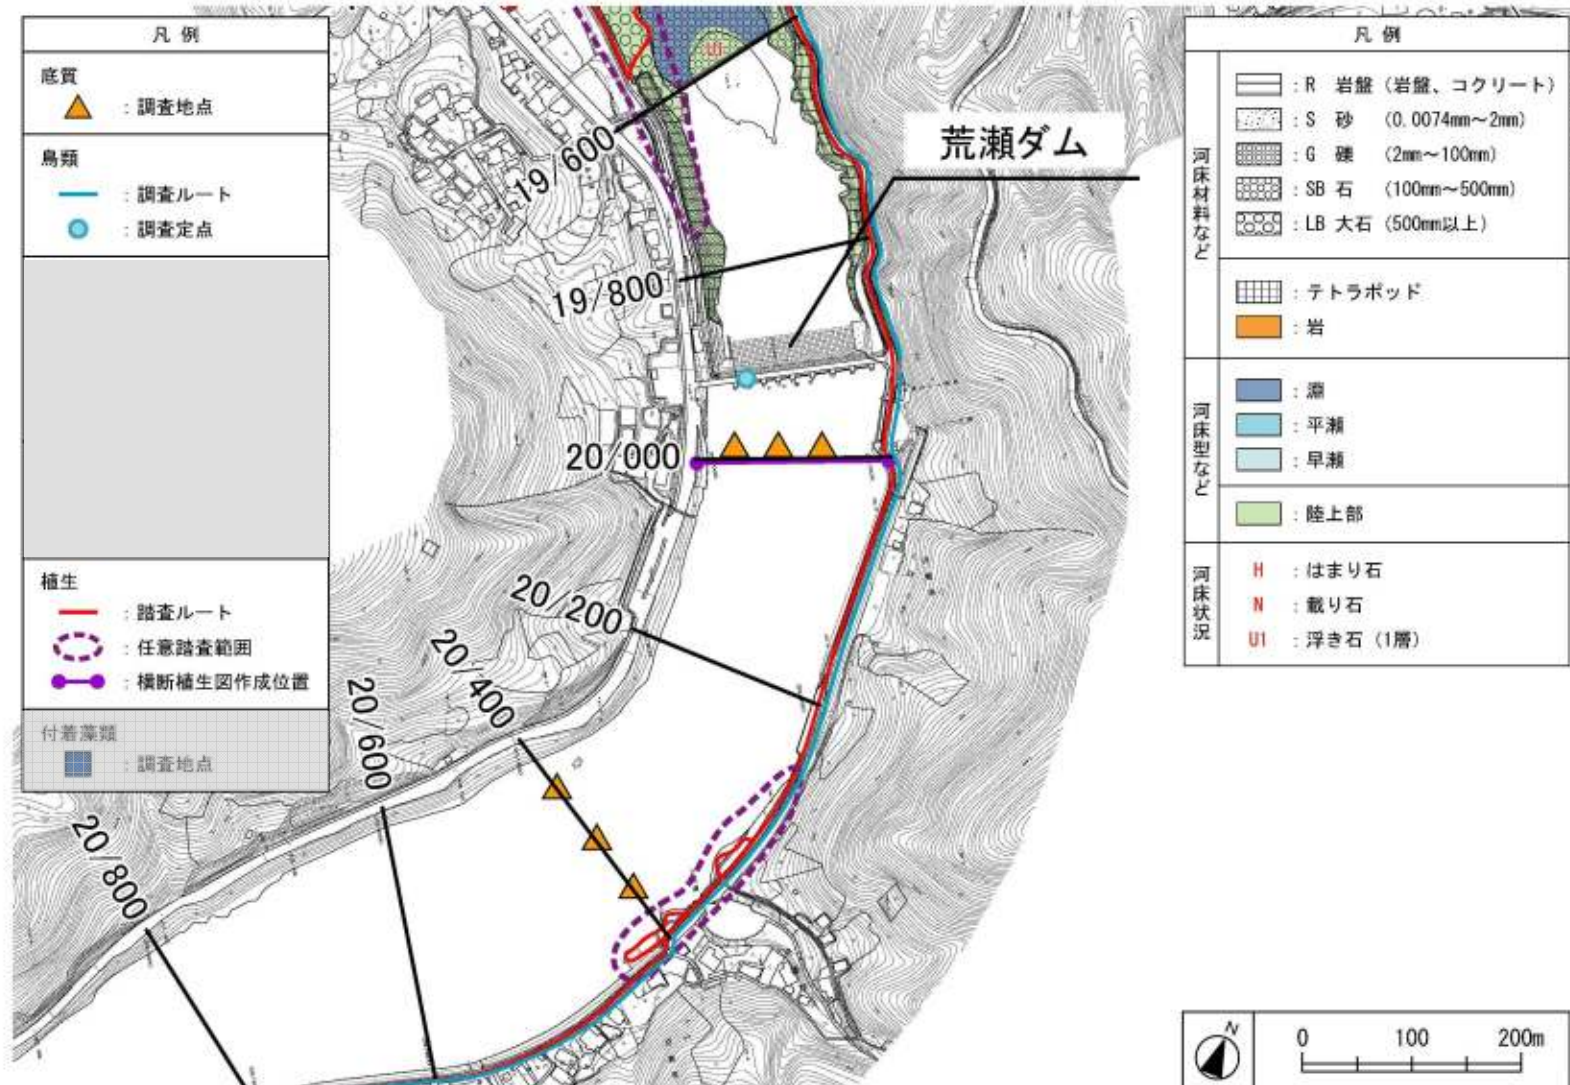 凡 例
底質
：調査地点
鳥類
：調査ルート
：調査定点
植生
：踏査ルート
：任意踏査範囲
：横断植生図作成位置
付着藻類
：調査地点
U1
19/600
荒瀬ダム
19/800
20/000
20/200
20/400
20/600
20/800
凡 例
河床材料など
：R 岩盤（岩盤、コクリート）
：S 砂 （0.0074mm～2mm）
：G 礫 （2mm～100mm）
：SB 石 （100mm～500mm）
：LB 大石（500mm以上）
：テトラポッド
：岩
河床型など
：淵
：平瀬
：早瀬
：陸上部
河床状況
H ：はまり石
N ：載り石
U1 ：浮き石（1層）
N
0 100 200m